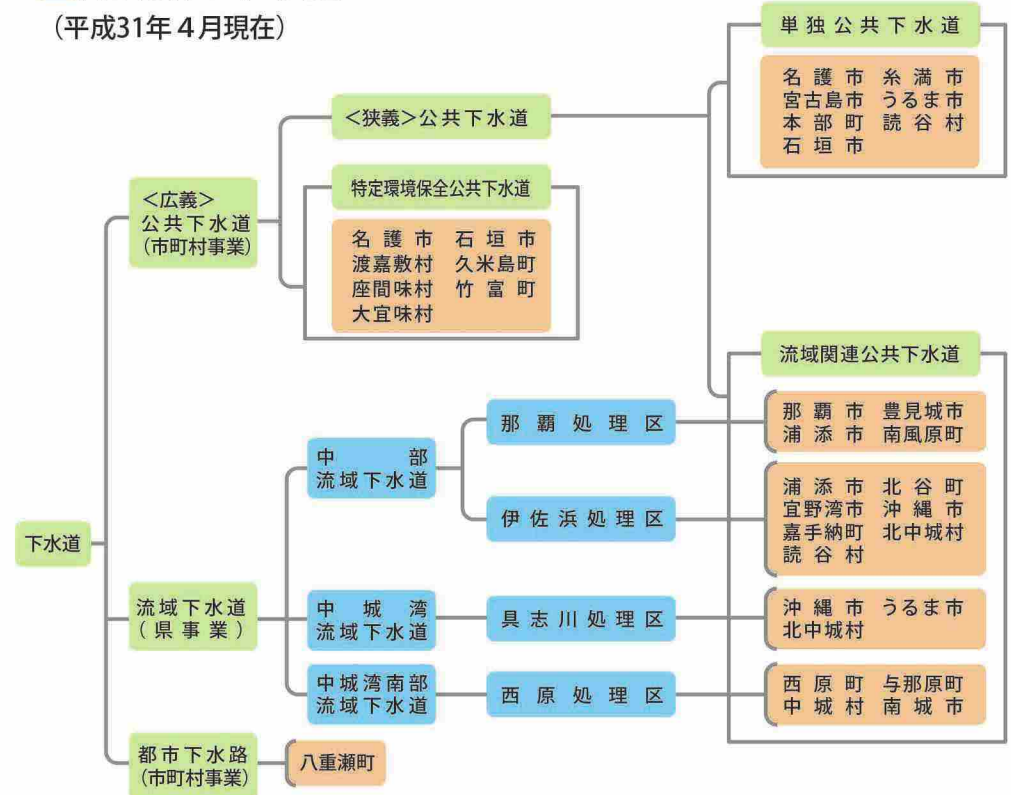 （平成31年４月現在）
単独公共下水道
名護市 糸満市
宮古島市 うるま市
本部町 読谷村
石垣市
＜狭義＞公共下水道
特定環境保全公共下水道
名護市 石垣市
渡嘉敷村 久米島町
座間味村 竹富町
大宜味村
＜広義＞
公共下水道
（市町村事業）
流域関連公共下水道
那覇市 豊見城市
浦添市 南風原町
那覇処理区
中部
流域下水道
伊佐浜処理区
浦添市 北谷町
宜野湾市 沖縄市
嘉手納町 北中城村
読谷村
下水道
流域下水道
（県事業）
中城湾
流域下水道
具志川処理区
沖縄市 うるま市
北中城村
中城湾南部
流域下水道
西原処理区
西原町 与那原町
中城村 南城市
都市下水路
（市町村事業）
八重瀬町